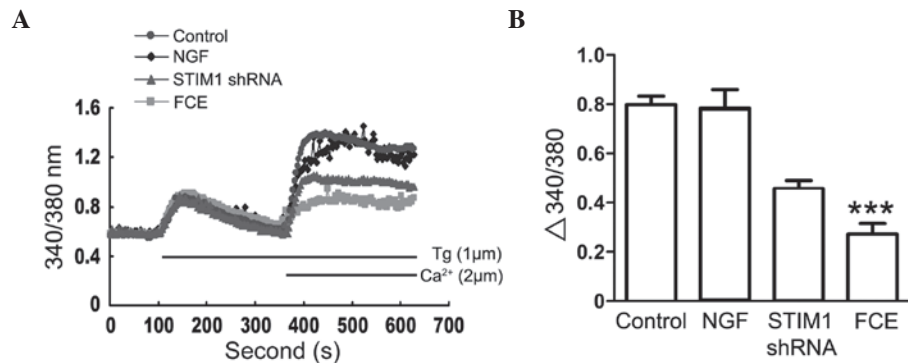 A
Control
NGF
STIM1 shRNA
FCE
340/380 nm
1.6
1.2
0.8
0.4
0
Tg (1μm)
Ca²⁺ (2μm)
0 100 200 300 400 500 600 700
Second (s)
B
△340/380
1.0
0.8
0.6
0.4
0.2
0
***
Control NGF STIM1 FCE
shRNA